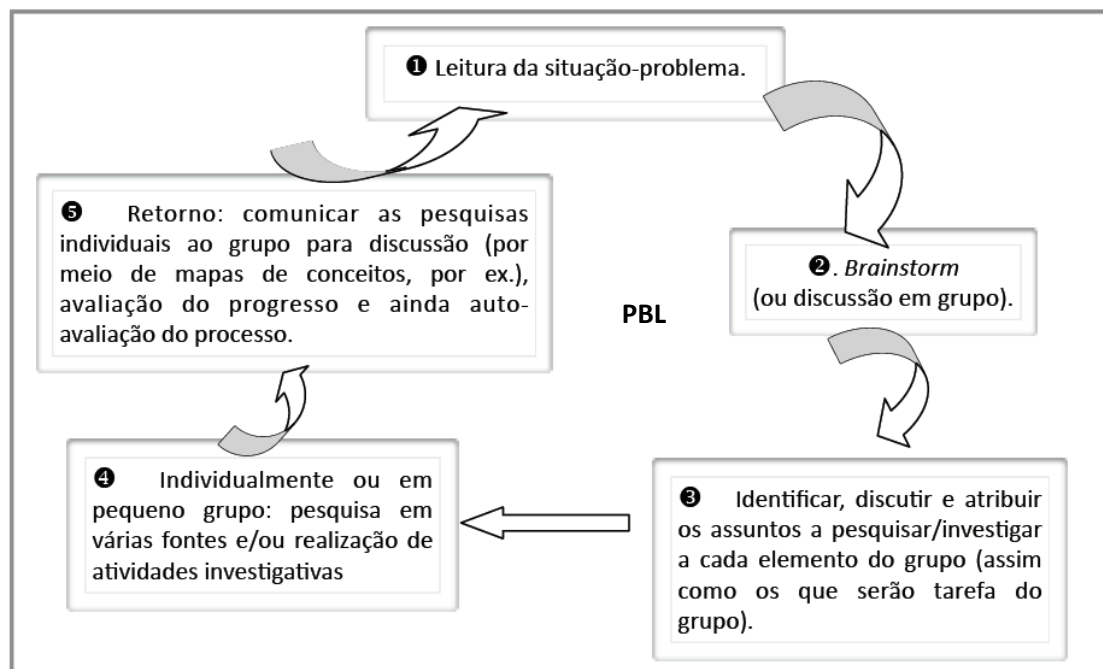 ❶ Leitura da situação-problema.
❷. Brainstorm
(ou discussão em grupo).
❸ Identificar, discutir e atribuir
os assuntos a pesquisar/investigar
a cada elemento do grupo (assim
como os que serão tarefa do
grupo).
❹ Individualmente ou em
pequeno grupo: pesquisa em
várias fontes e/ou realização de
atividades investigativas
❺ Retorno: comunicar as pesquisas
individuais ao grupo para discussão (por
meio de mapas de conceitos, por ex.),
avaliação do progresso e ainda auto-
avaliação do processo.
PBL